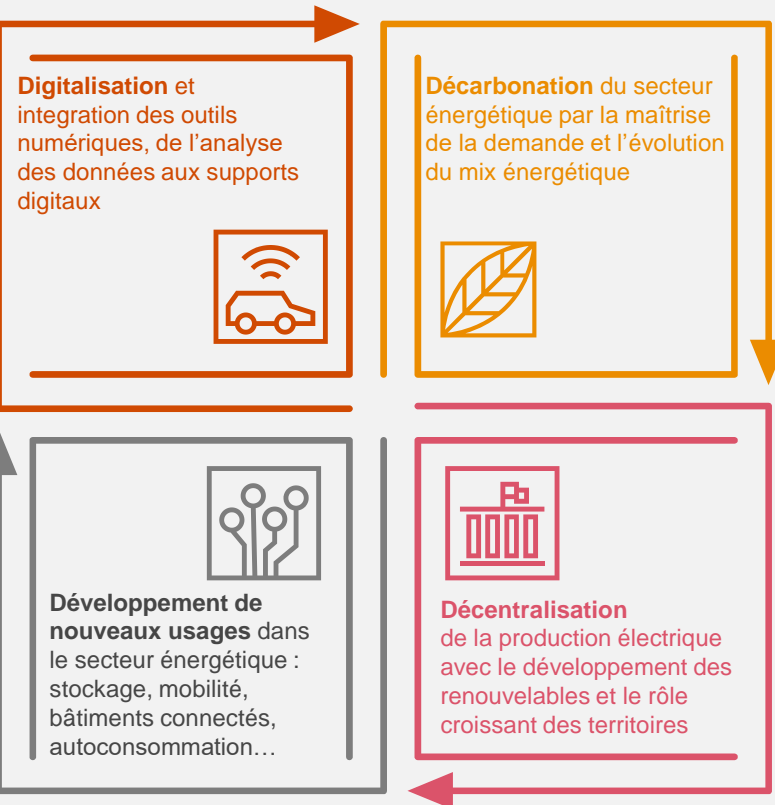 Digitalisation et
integration des outils
numériques, de l’analyse
des données aux supports
digitaux
Décarbonation du secteur
énergétique par la maîtrise
de la demande et l’évolution
du mix énergétique
Développement de
nouveaux usages dans
le secteur énergétique :
stockage, mobilité,
bâtiments connectés,
autoconsommation…
Décentralisation
de la production électrique
avec le développement des
renouvelables et le rôle
croissant des territoires